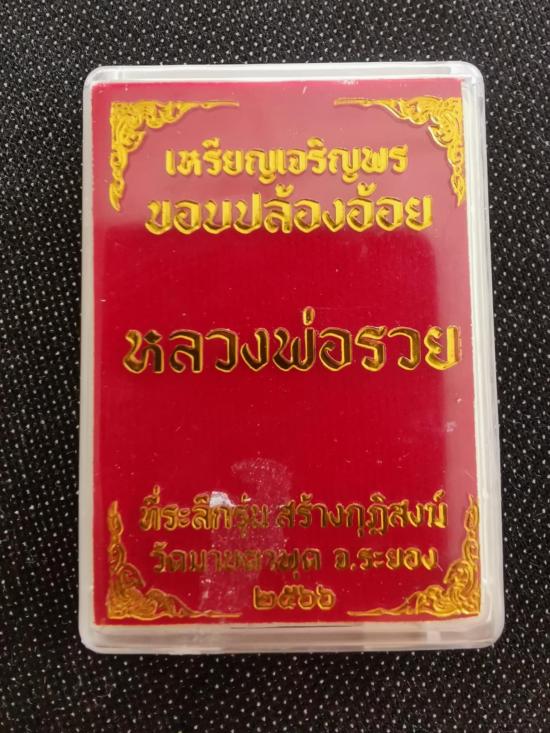 เหรียญเจริญพร
ขอบปล้องอ้อย
หลวงพ่อรวย
ที่ระลึกรุ่น สร้างกุฏิสงฆ์
วัดมาบตาพุด จ.ระยอง
๒๕๖๖